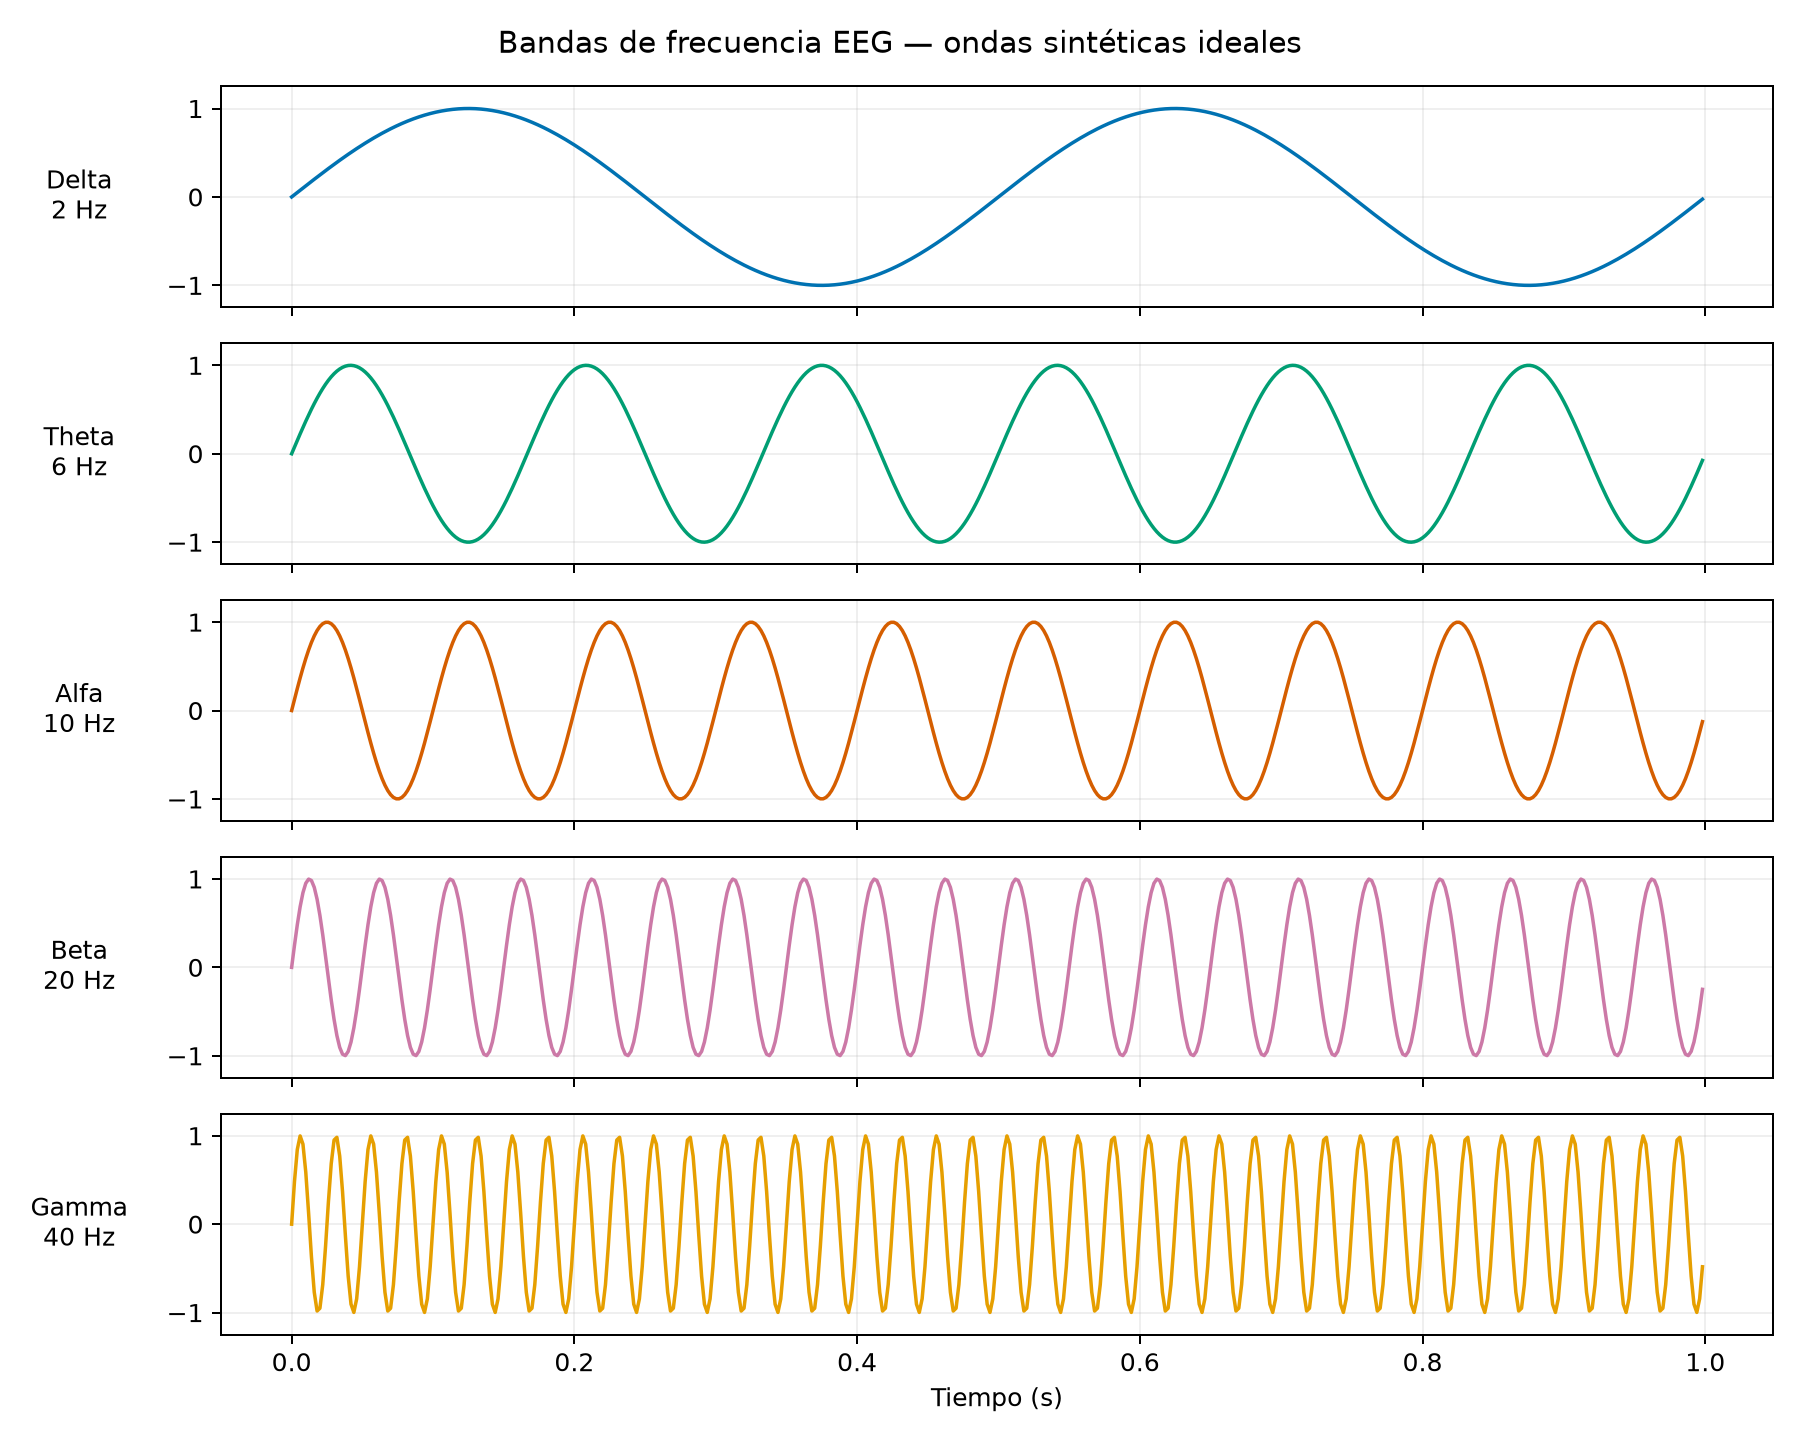 Bandas de frecuencia EEG — ondas sintéticas ideales
Delta
2 Hz
1
0
−1
Theta
6 Hz
1
0
−1
Alfa
10 Hz
1
0
−1
Beta
20 Hz
1
0
−1
Gamma
40 Hz
1
0
−1
0.0 0.2 0.4 0.6 0.8 1.0
Tiempo (s)